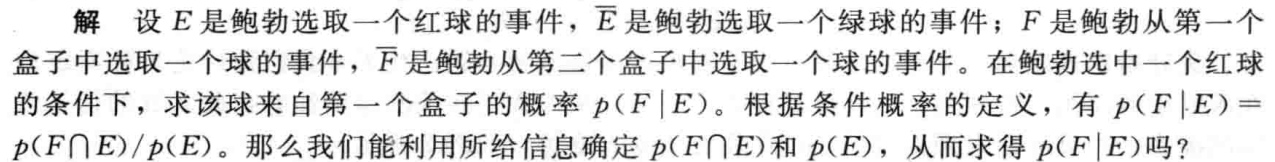 解 设 E 是鲍勃选取一个红球的事件，E̅ 是鲍勃选取一个绿球的事件；F 是鲍勃从第一个
盒子中选取一个球的事件，F̅ 是鲍勃从第二个盒子中选取一个球的事件。在鲍勃选中一个红球
的条件下，求该球来自第一个盒子的概率 p(F|E)。根据条件概率的定义，有 p(F|E)=
p(F∩E)/p(E)。那么我们能利用所给信息确定 p(F∩E)和 p(E)，从而求得 p(F|E)吗？